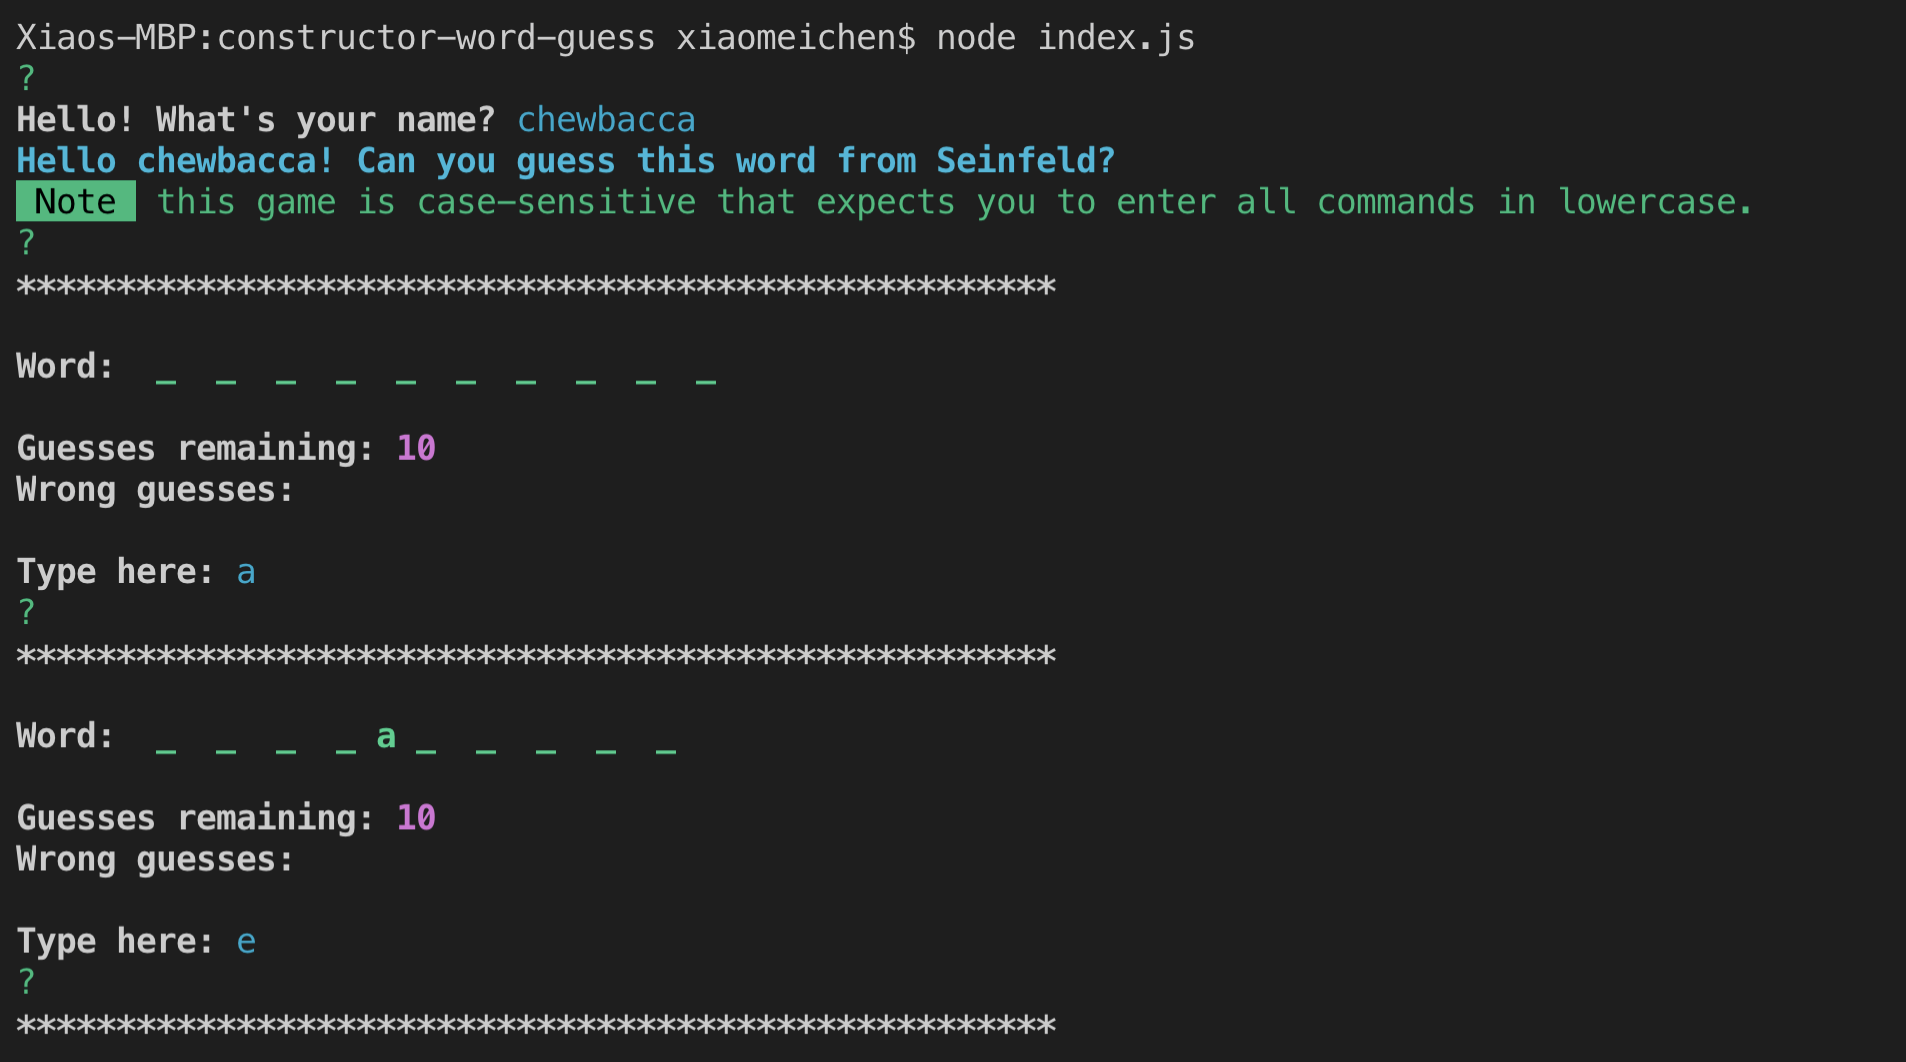 Xiaos-MBP:constructor-word-guess xiaomeichen$ node index.js
?
Hello! What's your name? chewbacca
Hello chewbacca! Can you guess this word from Seinfeld?
Note this game is case-sensitive that expects you to enter all commands in lowercase.
?
****************************************************
Word:  _  _  _  _  _  _  _  _  _  _
Guesses remaining: 10
Wrong guesses:
Type here: a
?
****************************************************
Word:  _  _  _  _ a _  _  _  _  _
Guesses remaining: 10
Wrong guesses:
Type here: e
?
****************************************************